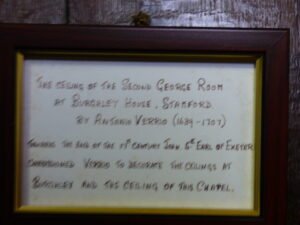 THE CEILING OF THE SECOND GEORGE ROOM
AT BURGHLEY HOUSE, STAMFORD
BY ANTONIO VERRIO (1639-1707)
TOWARDS THE END OF THE 17TH CENTURY JOHN 5TH EARL OF EXETER
COMMISSIONED VERRIO TO DECORATE THE CEILINGS AT
BURGHLEY AND THE CEILING OF THIS CHAPEL.